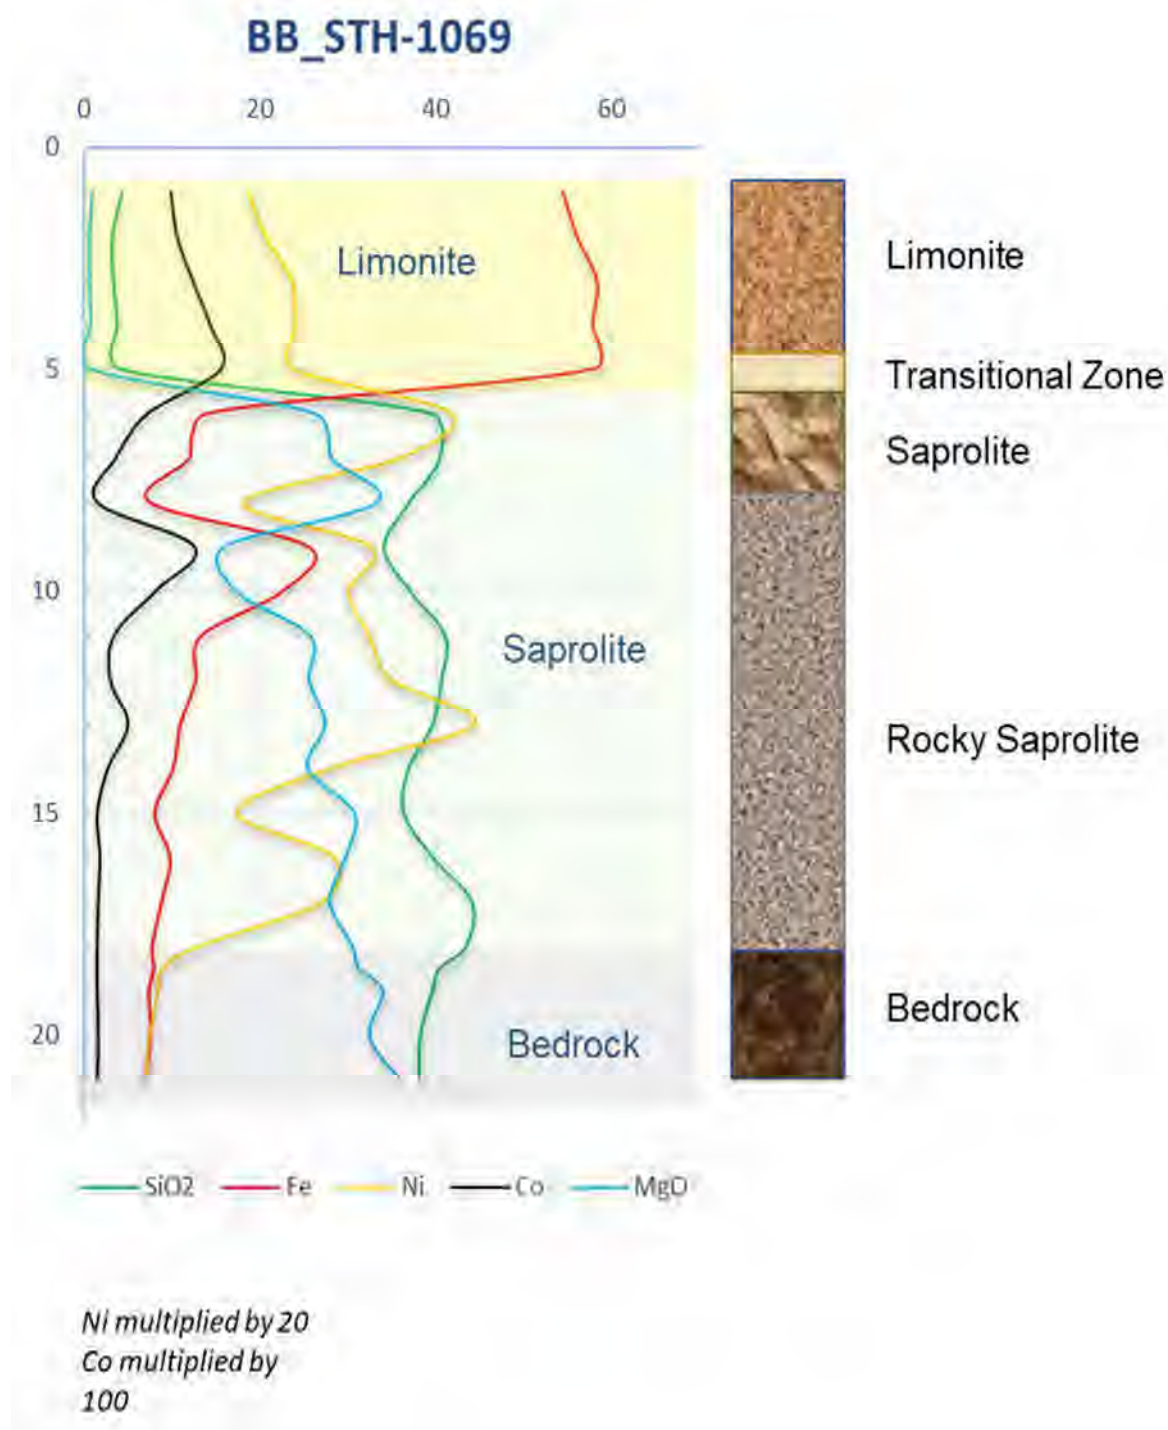 BB_STH-1069
0 20 40 60
0
5
10
15
20
Limonite
Saprolite
Bedrock
Limonite
Transitional Zone
Saprolite
Rocky Saprolite
Bedrock
SiO2 Fe Ni Co MgO
Ni multiplied by 20
Co multiplied by
100